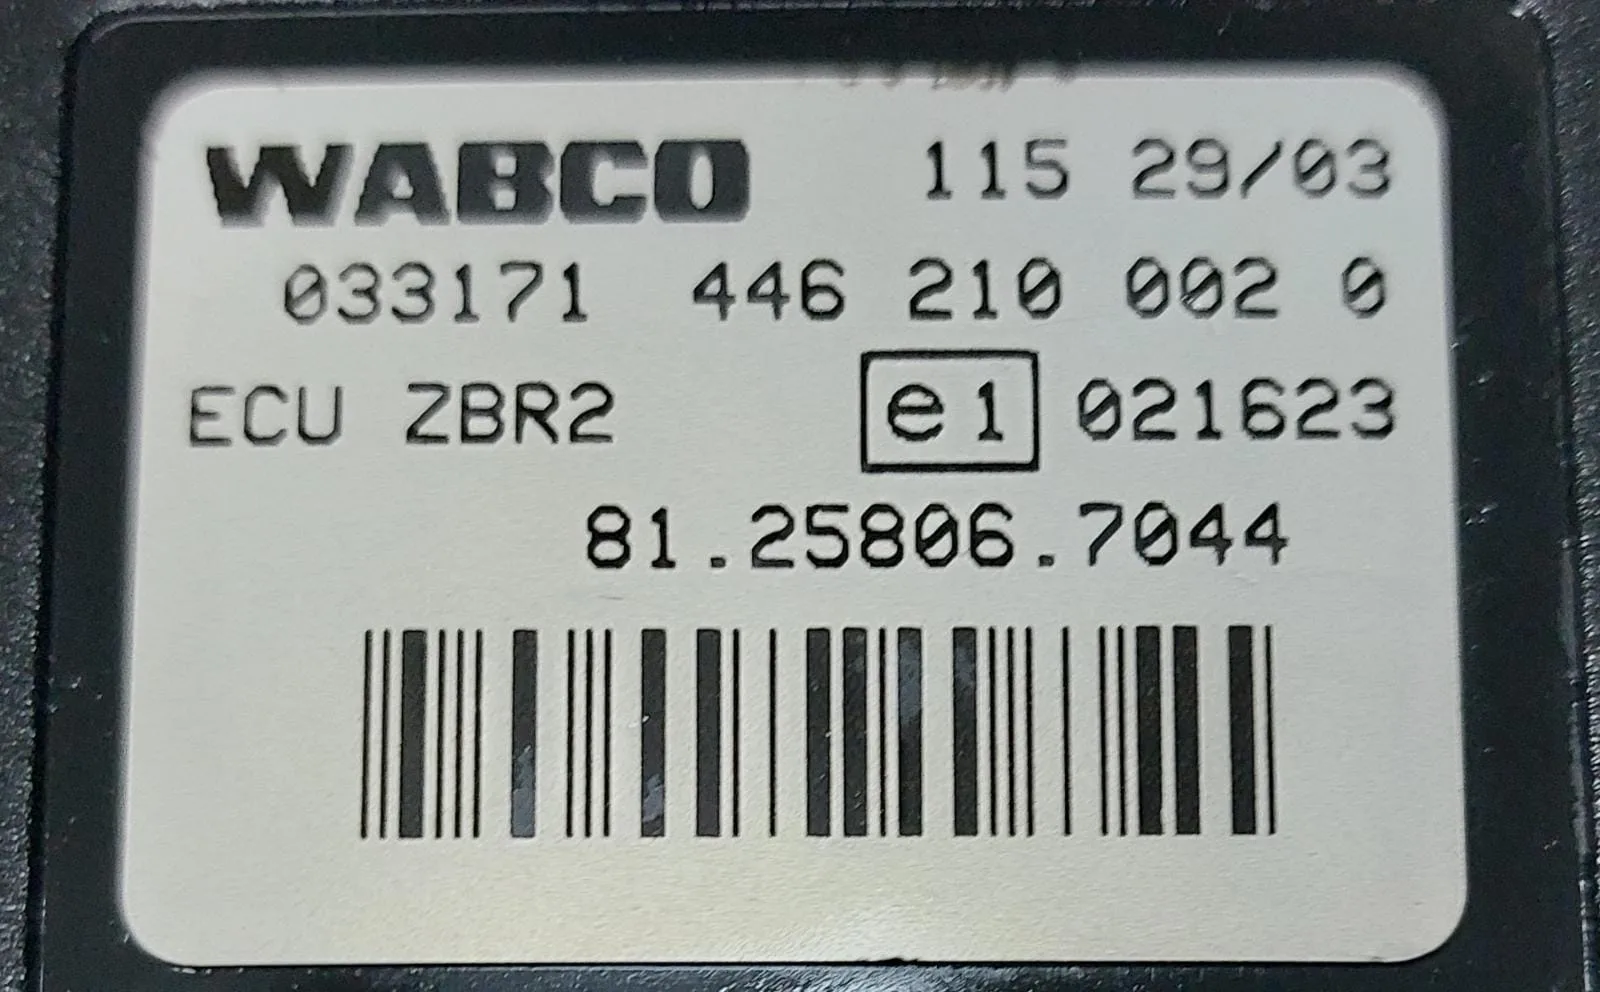 WABCO 115 29/03
033171 446 210 002 0
ECU ZBR2 e1 021623
81.25806.7044